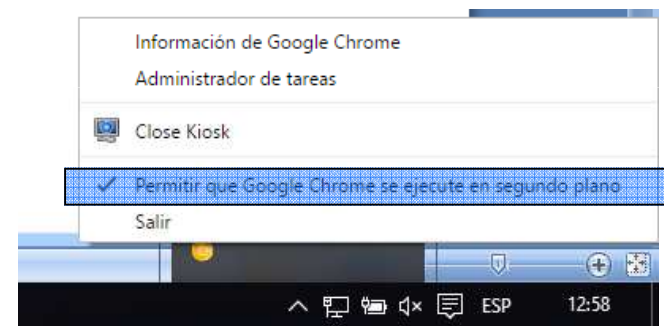 Información de Google Chrome
Administrador de tareas
Close Kiosk
Permitir que Google Chrome se ejecute en segundo plano
Salir
ESP 12:58